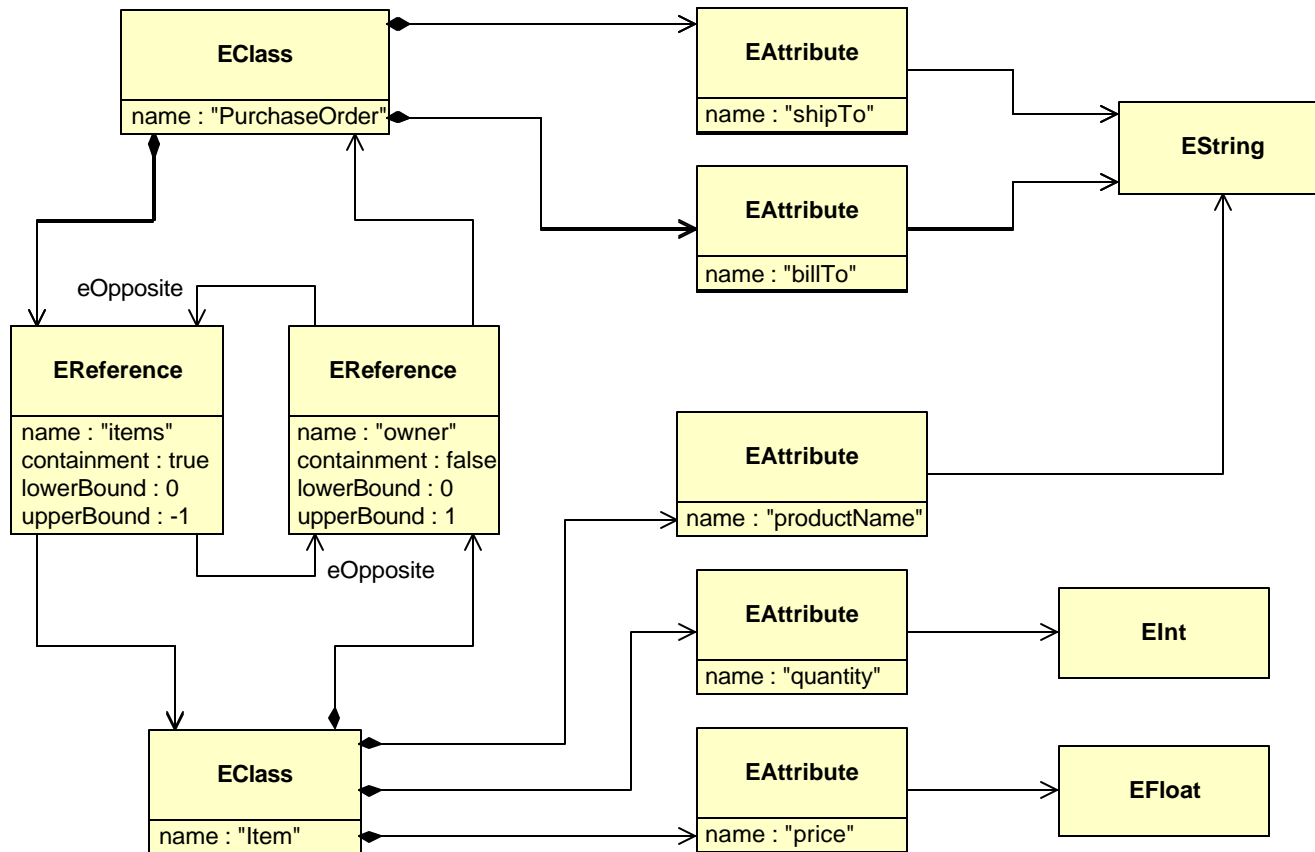 EClass
name : "PurchaseOrder"
EAttribute
name : "shipTo"
EString
EAttribute
name : "billTo"
eOpposite
EReference
name : "items"
containment : true
lowerBound : 0
upperBound : -1
EReference
name : "owner"
containment : false
lowerBound : 0
upperBound : 1
eOpposite
EAttribute
name : "productName"
EAttribute
name : "quantity"
EInt
EClass
name : "Item"
EAttribute
name : "price"
EFloat